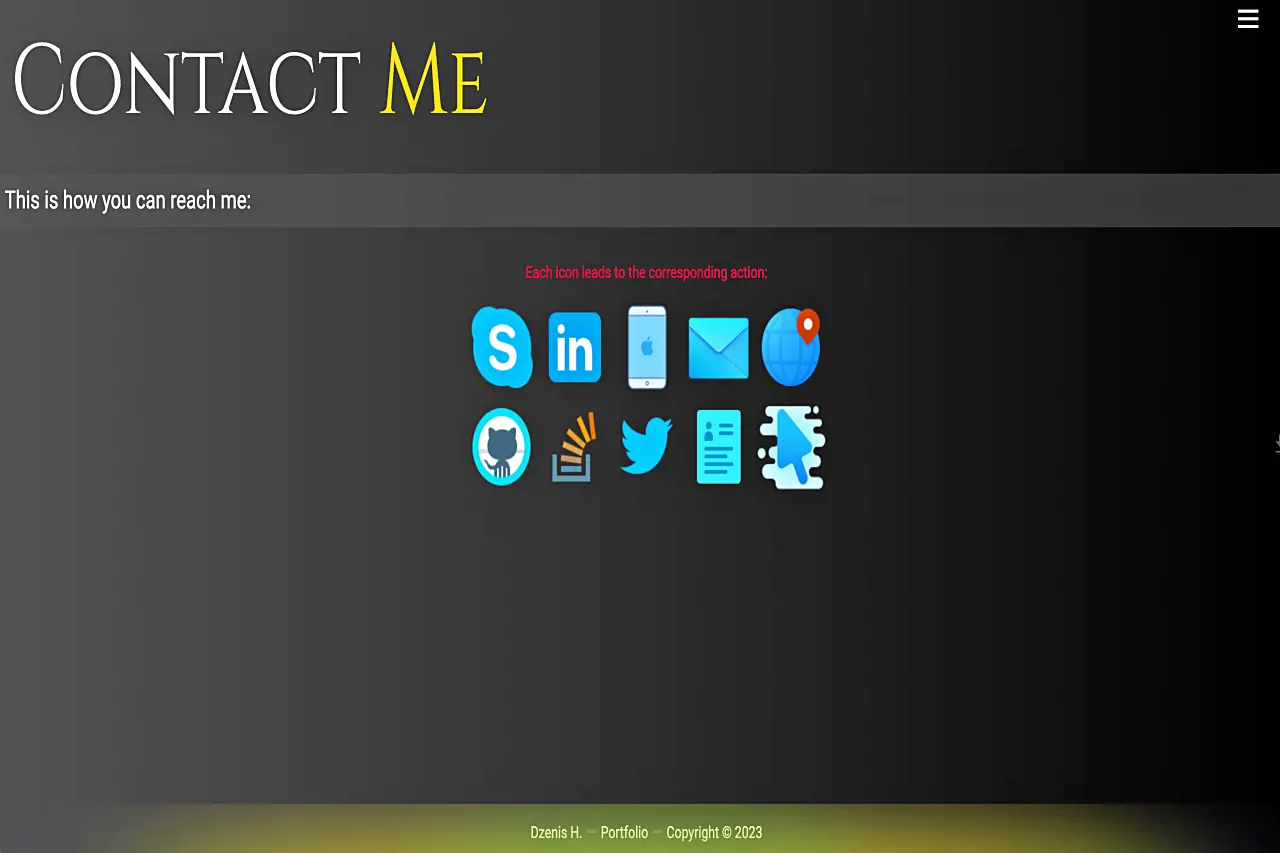 Contact Me
This is how you can reach me:
Each icon leads to the corresponding action:
S
in
Dzenis H. — Portfolio — Copyright © 2023